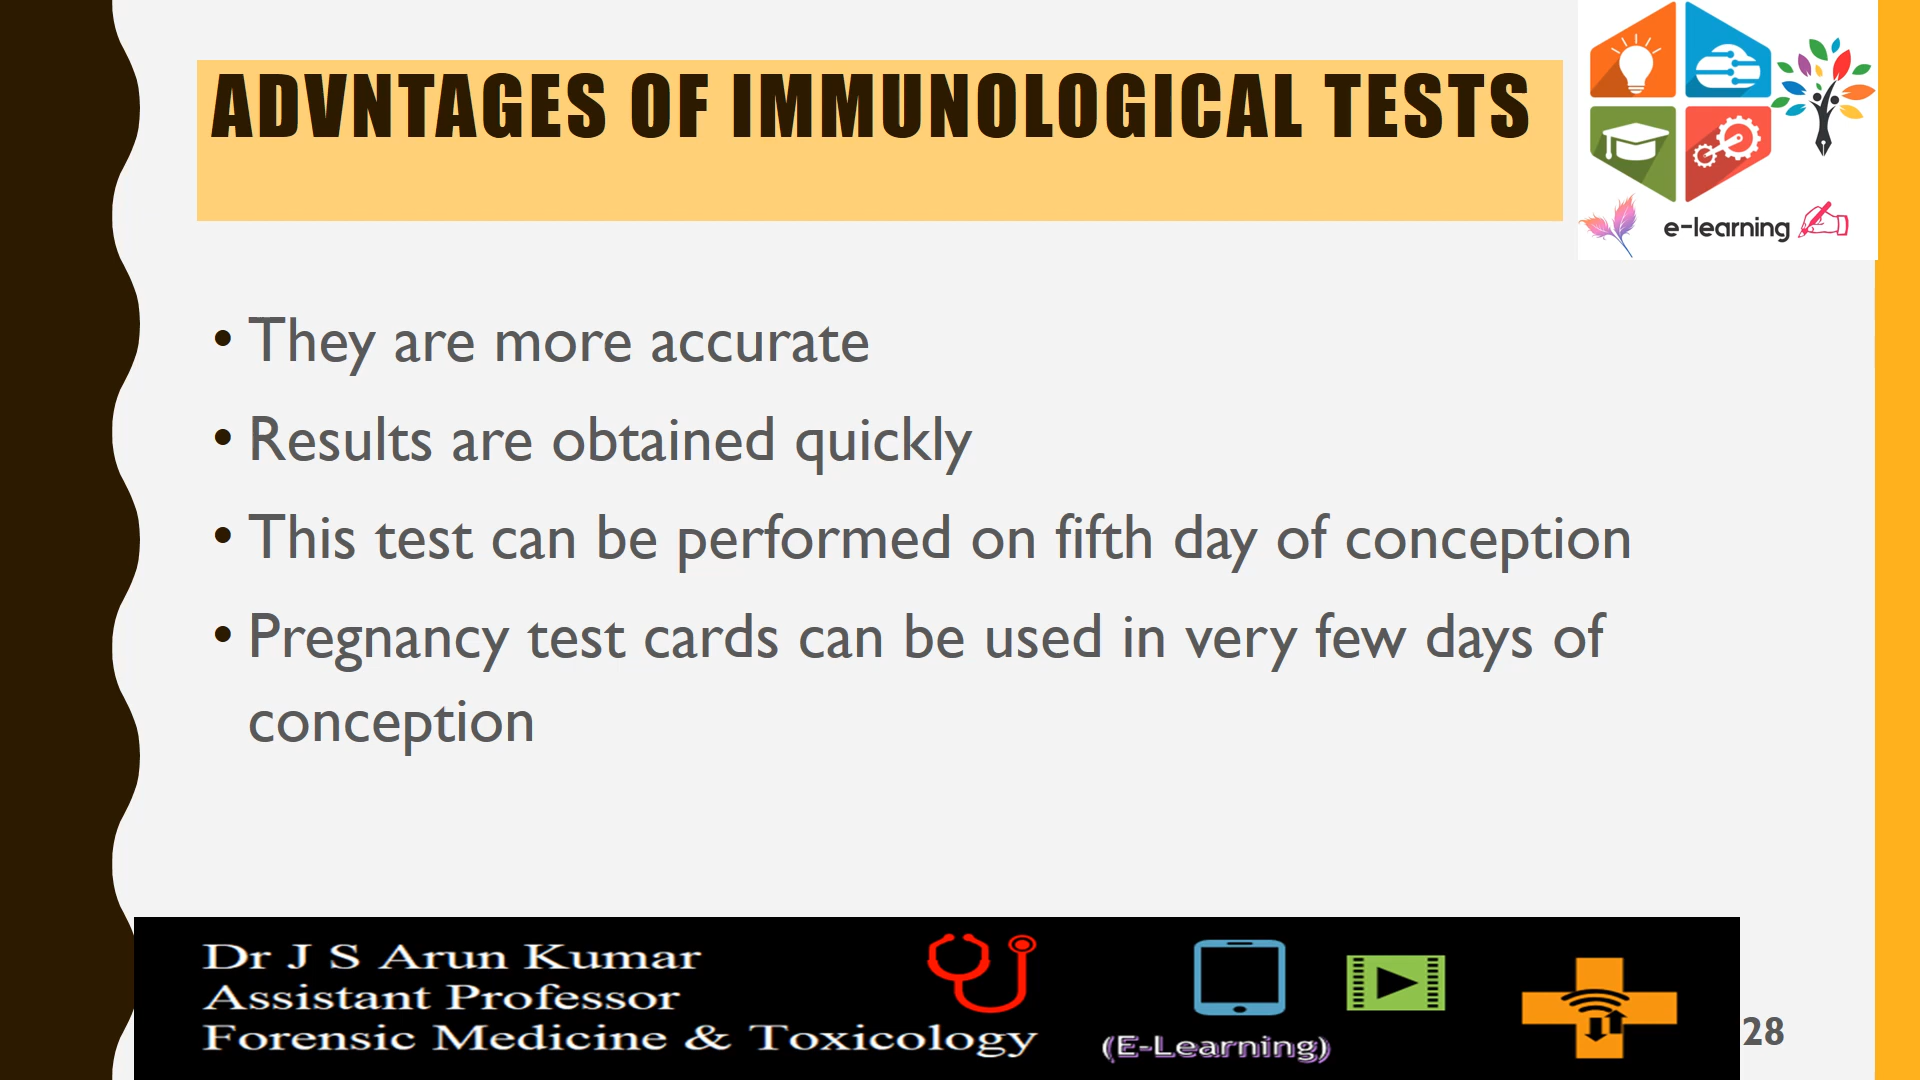 ADVNTAGES OF IMMUNOLOGICAL TESTS
e-learning
• They are more accurate
• Results are obtained quickly
• This test can be performed on fifth day of conception
• Pregnancy test cards can be used in very few days of
conception
Dr J S Arun Kumar
Assistant Professor
Forensic Medicine & Toxicology
(E-Learning)
28